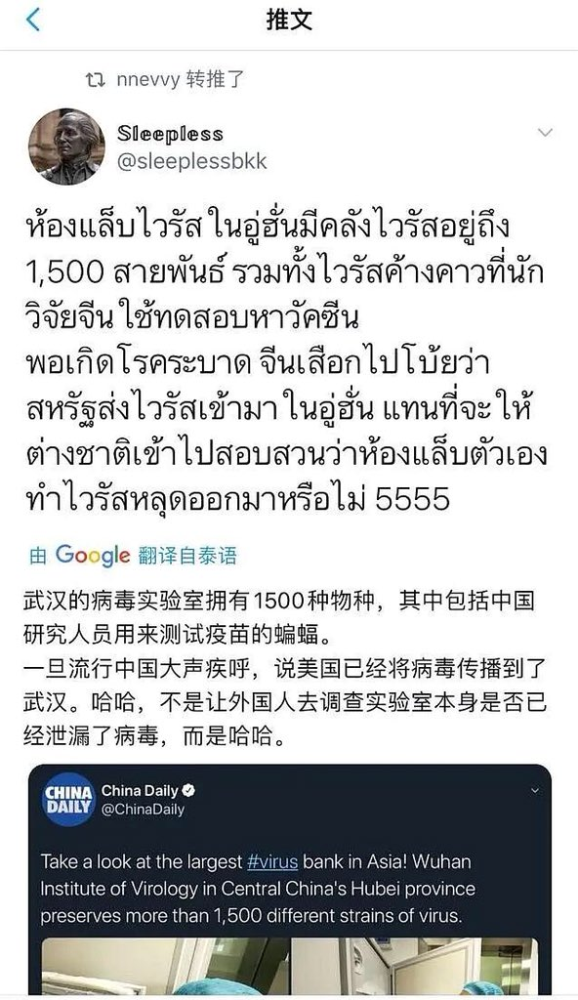 推文
nnevvy 转推了
Sleepless
@sleeplessbkk
ห้องแล็บไวรัส ในอู่ฮั่นมีคลังไวรัสอยู่ถึง
1,500 สายพันธ์ รวมทั้งไวรัสค้างคาวที่นัก
วิจัยจีน ใช้ทดสอบหาวัคซีน
พอเกิดโรคระบาด จีนเสือกไปโบ้ยว่า
สหรัฐส่งไวรัสเข้ามา ในอู่ฮั่น แทนที่จะ ให้
ต่างชาติเข้าไปสอบสวนว่าห้องแล็บตัวเอง
ทำไวรัสหลุดออกมาหรือไม่ 5555
由 Google 翻译自泰语
武汉的病毒实验室拥有1500种物种，其中包括中国
研究人员用来测试疫苗的蝙蝠。
一旦流行中国大声疾呼，说美国已经将病毒传播到了
武汉。哈哈，不是让外国人去调查实验室本身是否已
经泄漏了病毒，而是哈哈。
CHINA
DAILY
China Daily
@ChinaDaily
Take a look at the largest #virus bank in Asia! Wuhan
Institute of Virology in Central China's Hubei province
preserves more than 1,500 different strains of virus.